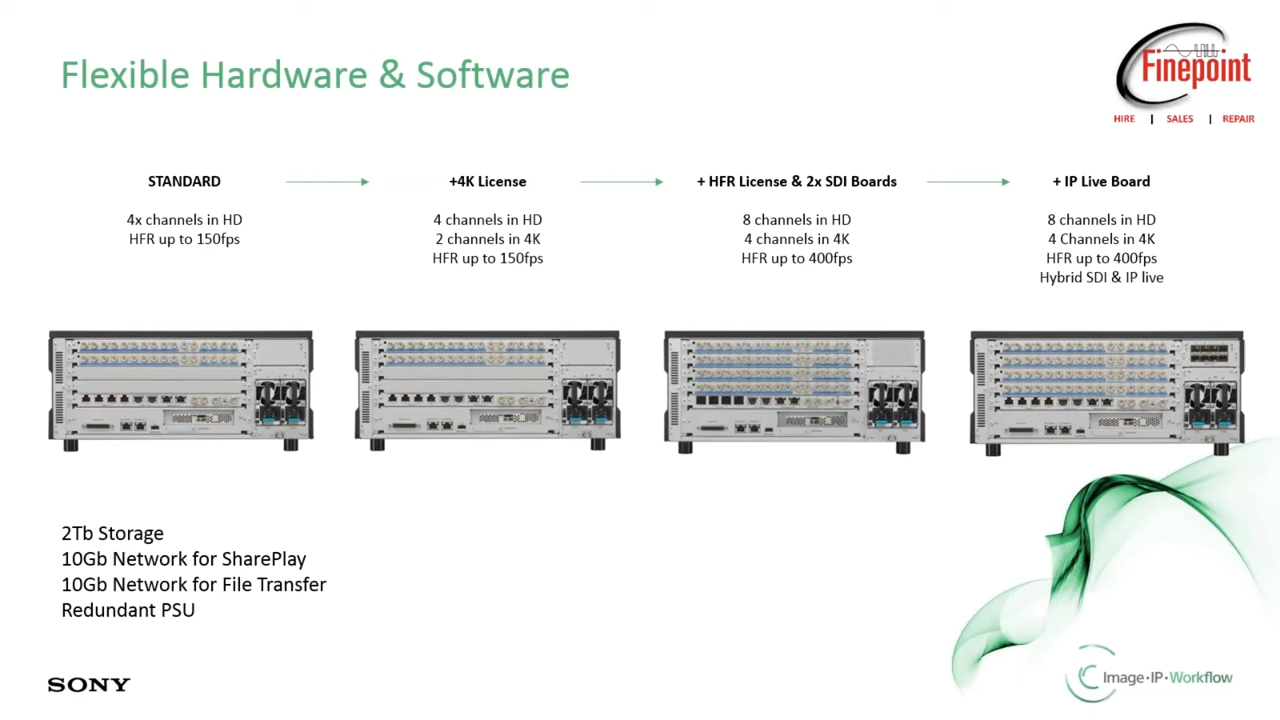 Flexible Hardware & Software
Finepoint
HIRE | SALES | REPAIR
STANDARD
4x channels in HD
HFR up to 150fps
+4K License
4 channels in HD
2 channels in 4K
HFR up to 150fps
+ HFR License & 2x SDI Boards
8 channels in HD
4 channels in 4K
HFR up to 400fps
+ IP Live Board
8 channels in HD
4 Channels in 4K
HFR up to 400fps
Hybrid SDI & IP live
2Tb Storage
10Gb Network for SharePlay
10Gb Network for File Transfer
Redundant PSU
SONY
Image·IP·Workflow